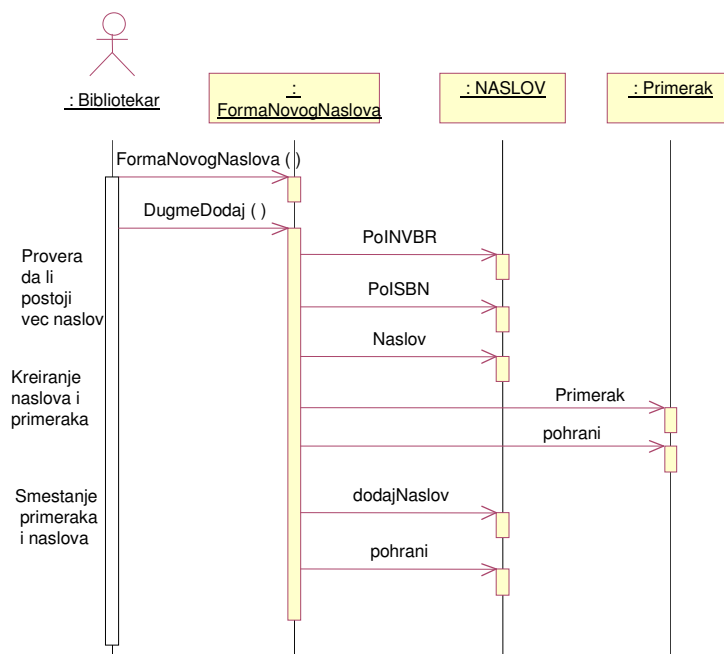 : Bibliotekar
:
FormaNovogNaslova
: NASLOV
: Primerak
FormaNovogNaslova ( )
DugmeDodaj ( )
PoINVBR
Provera
da li
postoji
vec naslov
PoISBN
Naslov
Kreiranje
naslova i
primeraka
Primerak
pohrani
Smestanje
primeraka
i naslova
dodajNaslov
pohrani